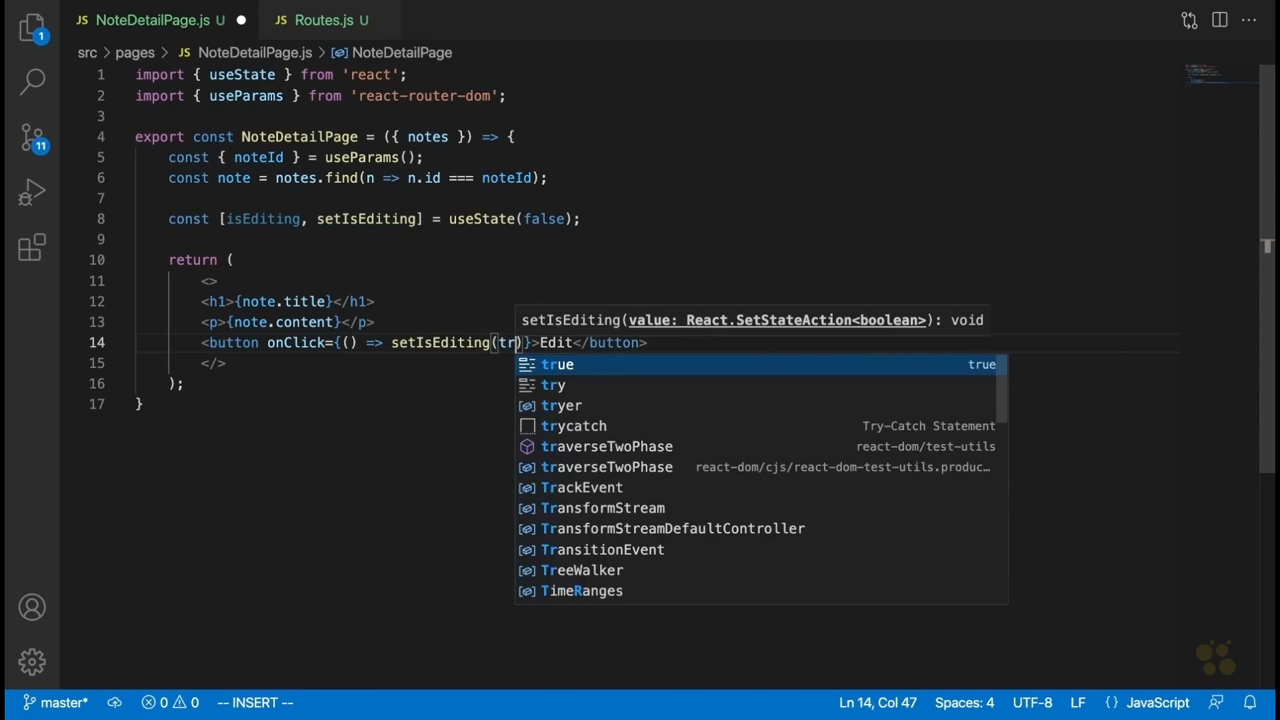 JS NoteDetailPage.js U JS Routes.js U
src > pages > JS NoteDetailPage.js > NoteDetailPage
1 import { useState } from 'react';
2 import { useParams } from 'react-router-dom';
3
4 export const NoteDetailPage = ({ notes }) => {
5 const { noteId } = useParams();
6 const note = notes.find(n => n.id === noteId);
7
8 const [isEditing, setIsEditing] = useState(false);
9
10 return (
11 <>
12 <h1>{note.title}</h1>
13 <p>{note.content}</p>
setIsEditing(value: React.SetStateAction<boolean>): void
14 <button onClick={() => setIsEditing(tr)}>Edit</button>
15 </>
16 );
17 }
true true
try
tryer
trycatch Try-Catch Statement
traverseTwoPhase react-dom/test-utils
traverseTwoPhase react-dom/cjs/react-dom-test-utils.produc…
TrackEvent
TransformStream
TransformStreamDefaultController
TransitionEvent
TreeWalker
TimeRanges
1
11
master* 0 0 -- INSERT -- Ln 14, Col 47 Spaces: 4 UTF-8 LF {} JavaScript